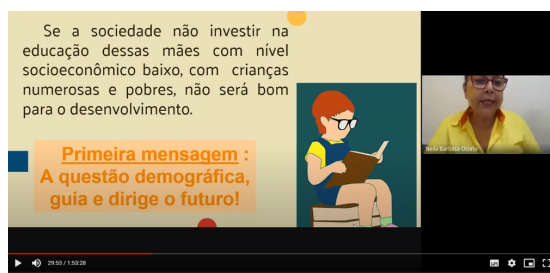 Se a sociedade não investir na
educação dessas mães com nível
socioeconômico baixo, com crianças
numerosas e pobres, não será bom
para o desenvolvimento.
Primeira mensagem :
A questão demográfica,
guia e dirige o futuro!
Neila Barbosa Osorio
29:53 / 1:53:28